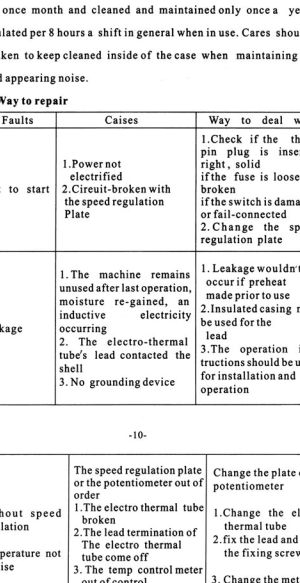 once month and cleaned and maintained only once a ye
ulated per 8 hours a shift in general when in use. Cares shou
ken to keep cleaned inside of the case when maintaining
d appearing noise.
Way to repair
Faults Caises Way to deal w
t to start
1.Power not
electrified
2.Cireuit-broken with
the speed regulation
Plate
1.Check if the th
pin plug is inse
right, solid
if the fuse is loose
broken
if the switch is dama
or fail-connected
2. Change the sp
regulation plate
kage
1. The machine remains
unused after last operation,
moisture re-gained, an
inductive electricity
occurring
2. The electro-thermal
tube's lead contacted the
shell
3. No grounding device
1. Leakage wouldn't
occur if preheat
made prior to use
2.Insulated casing
be used for the
lead
3.The operation
tructions should be u
for installation and
operation
-10-
hout speed
lation
perature not
ise
The speed regulation plate
or the potentiometer out of
order
1.The electro thermal tube
broken
2.The lead termination of
The electro thermal
tube come off
3. The temp control meter
out of control
Change the plate
potentiometer
1.Change the el
thermal tube
2.fix the lead and
the fixing screw
3. Change the me